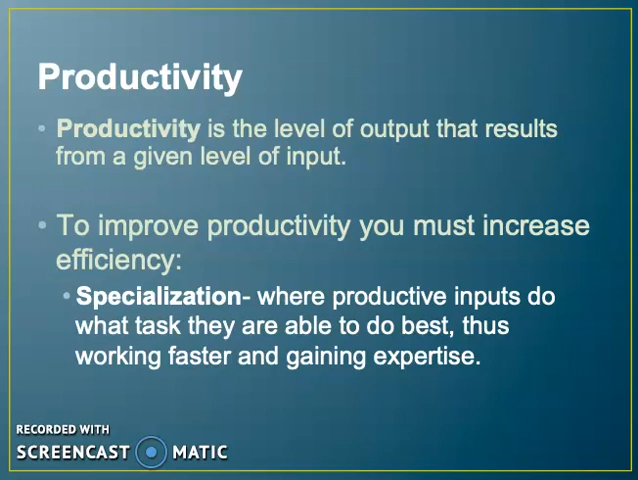 Productivity
• Productivity is the level of output that results
from a given level of input.
• To improve productivity you must increase
efficiency:
• Specialization- where productive inputs do
what task they are able to do best, thus
working faster and gaining expertise.
RECORDED WITH
SCREENCAST MATIC